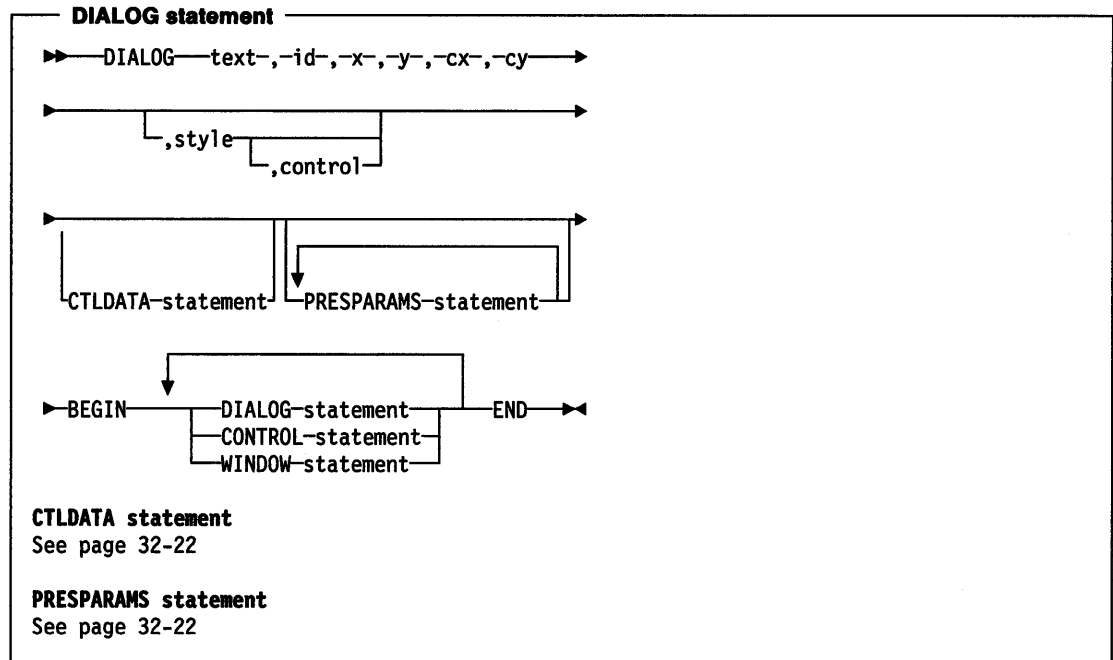 DIALOG statement
DIALOG text , id , x , y , cx , cy
,style
,control
CTLDATA statement PRESPARAMS statement
BEGIN DIALOG statement END
CONTROL statement
WINDOW statement
CTLDATA statement
See page 32-22
PRESPARAMS statement
See page 32-22